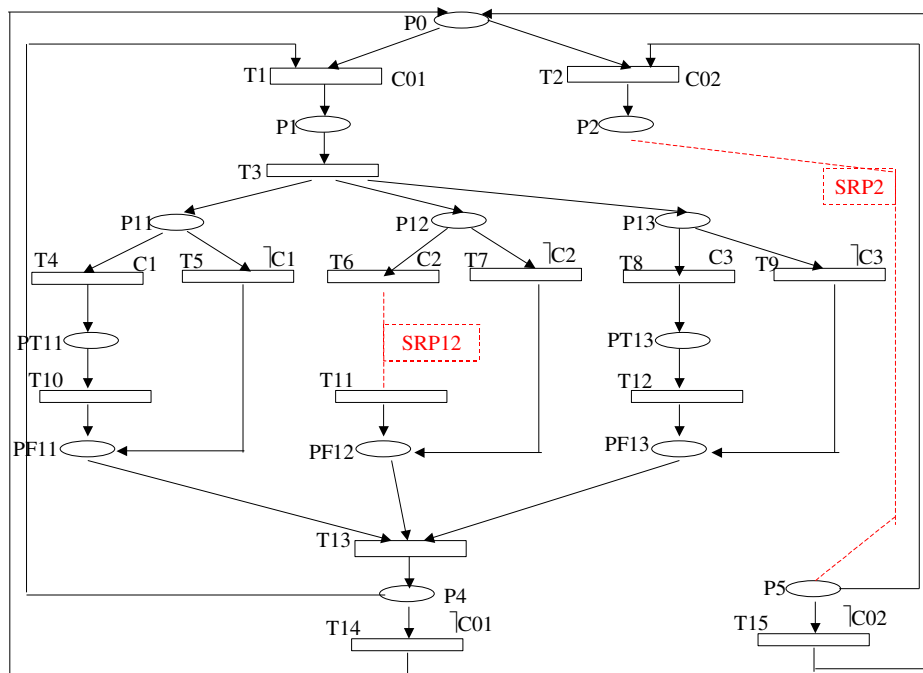 P0
T1
C01
T2
C02
P1
P2
T3
SRP2
P11
P12
P13
T4
C1
T5
⌉C1
T6
C2
T7
⌉C2
T8
C3
T9
⌉C3
PT11
SRP12
PT13
T10
T11
T12
PF11
PF12
PF13
T13
P4
P5
T14
⌉C01
T15
⌉C02